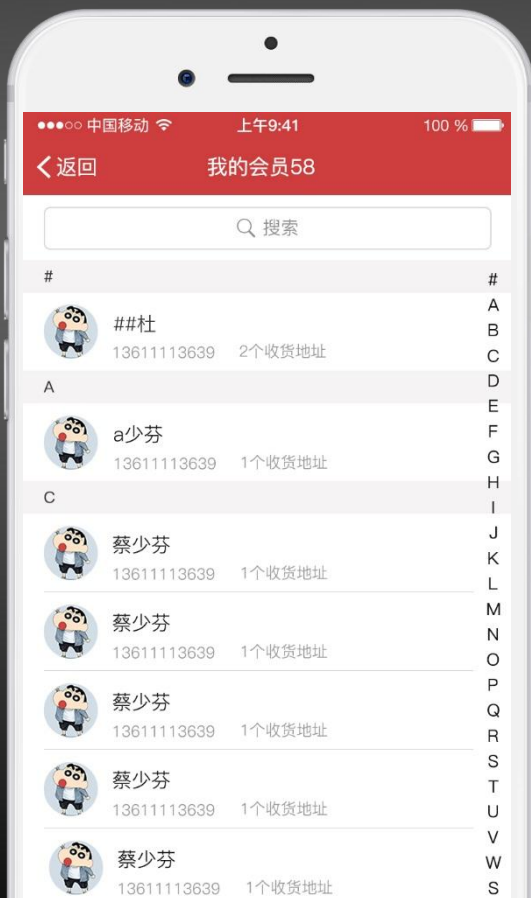 ●●●○○ 中国移动 上午9:41 100 %
返回 我的会员58
搜索
#
##杜
13611113639 2个收货地址
A
a少芬
13611113639 1个收货地址
C
蔡少芬
13611113639 1个收货地址
蔡少芬
13611113639 1个收货地址
蔡少芬
13611113639 1个收货地址
蔡少芬
13611113639 1个收货地址
蔡少芬
13611113639 1个收货地址
#
A
B
C
D
E
F
G
H
I
J
K
L
M
N
O
P
Q
R
S
T
U
V
W
S